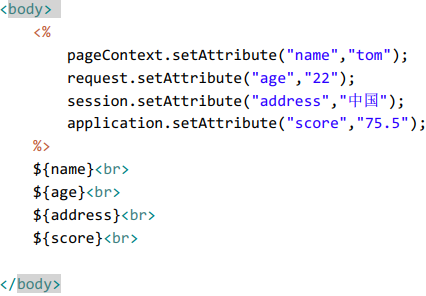 <body>
<%
pageContext.setAttribute("name","tom");
request.setAttribute("age","22");
session.setAttribute("address","中国");
application.setAttribute("score","75.5");
%>
${name}<br>
${age}<br>
${address}<br>
${score}<br>
</body>